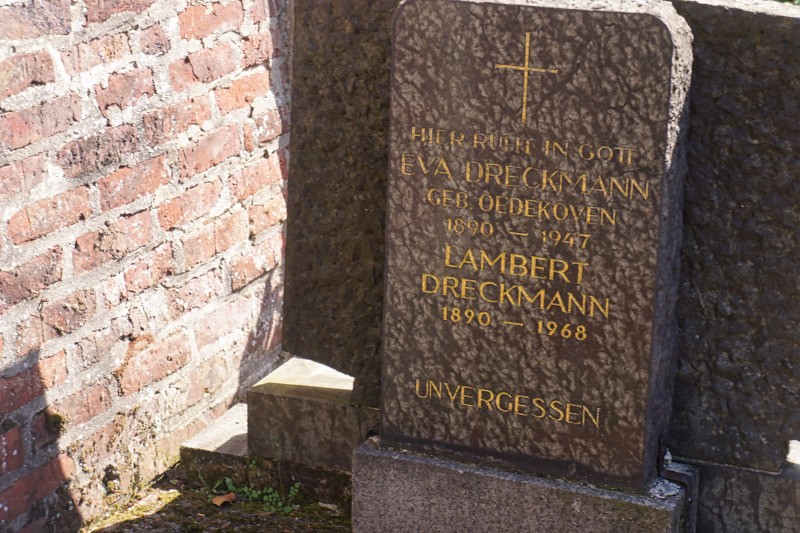 HIER RUHT IN GOTT
EVA DRECKMANN
GEB. OEDEKOVEN
1890 — 1947
LAMBERT
DRECKMANN
1890 — 1968
UNVERGESSEN